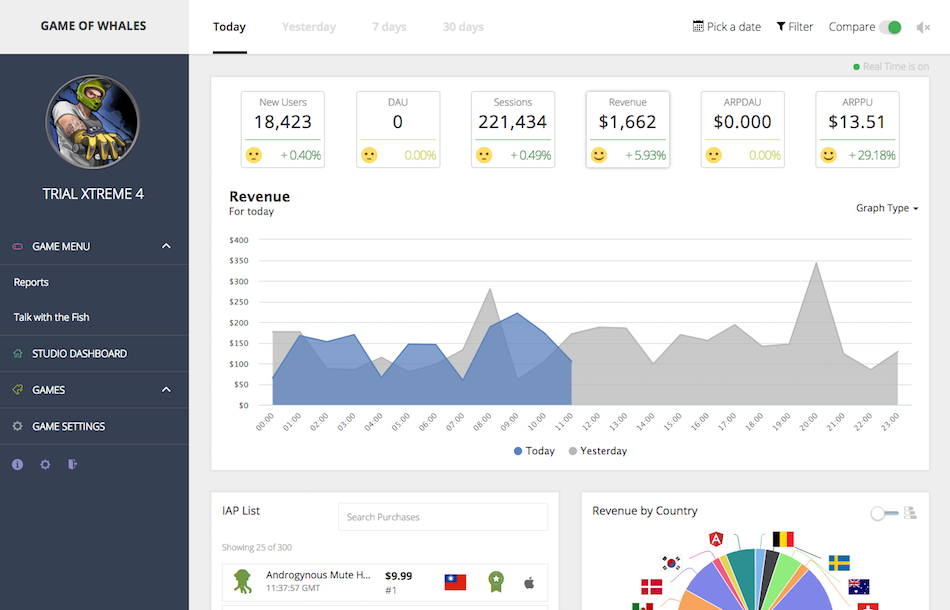 GAME OF WHALES
Today Yesterday 7 days 30 days Pick a date Filter Compare
Real Time is on
TRIAL XTREME 4
GAME MENU
Reports
Talk with the Fish
STUDIO DASHBOARD
GAMES
GAME SETTINGS
New Users DAU Sessions Revenue ARPDAU ARPPU
18,423 0 221,434 $1,662 $0.000 $13.51
+0.40% 0.00% +0.49% +5.93% 0.00% +29.18%
Revenue
For today
Graph Type
$400
$350
$300
$250
$200
$150
$100
$50
$0
00:00 01:00 02:00 03:00 04:00 05:00 06:00 07:00 08:00 09:00 10:00 11:00 12:00 13:00 14:00 15:00 16:00 17:00 18:00 19:00 20:00 21:00 22:00 23:00
Today Yesterday
IAP List
Search Purchases
Showing 25 of 300
Androgynous Mute H... $9.99
11:37:57 GMT #1
Revenue by Country
A